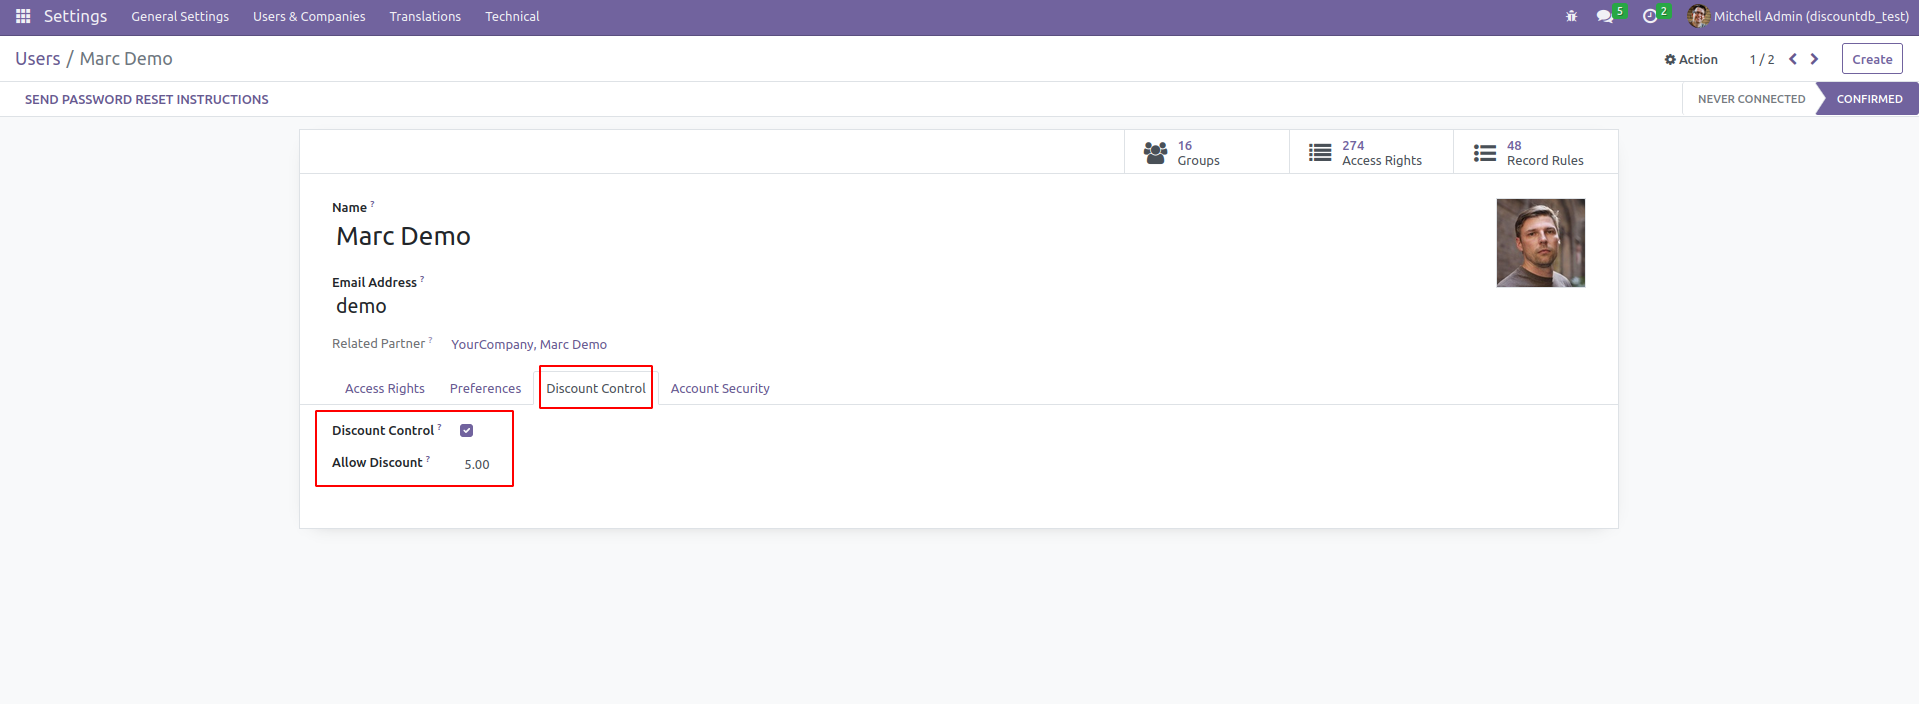 Settings General Settings Users & Companies Translations Technical 5 2 Mitchell Admin (discountdb_test)
Users / Marc Demo Action 1 / 2 Create
SEND PASSWORD RESET INSTRUCTIONS NEVER CONNECTED CONFIRMED
16 274 48
Groups Access Rights Record Rules
Name ?
Marc Demo
Email Address ?
demo
Related Partner ? YourCompany, Marc Demo
Access Rights Preferences Discount Control Account Security
Discount Control ?
Allow Discount ? 5.00